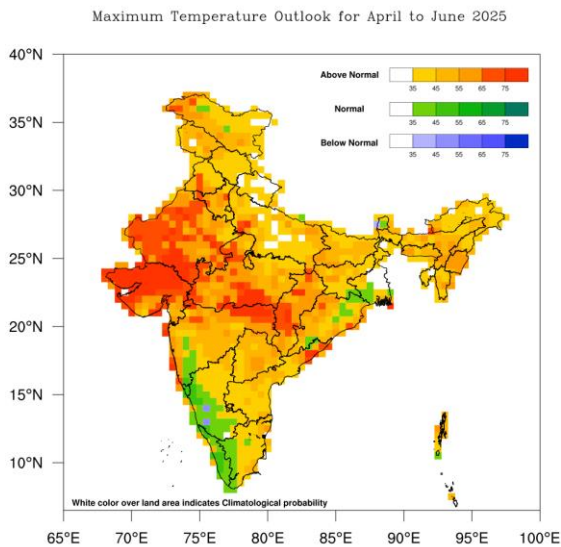 Maximum Temperature Outlook for April to June 2025
40°N
Above Normal
35 45 55 65 75
35°N
Normal
35 45 55 65 75
Below Normal
35 45 55 65 75
30°N
25°N
20°N
15°N
10°N
White color over land area indicates Climatological probability
65°E 70°E 75°E 80°E 85°E 90°E 95°E 100°E